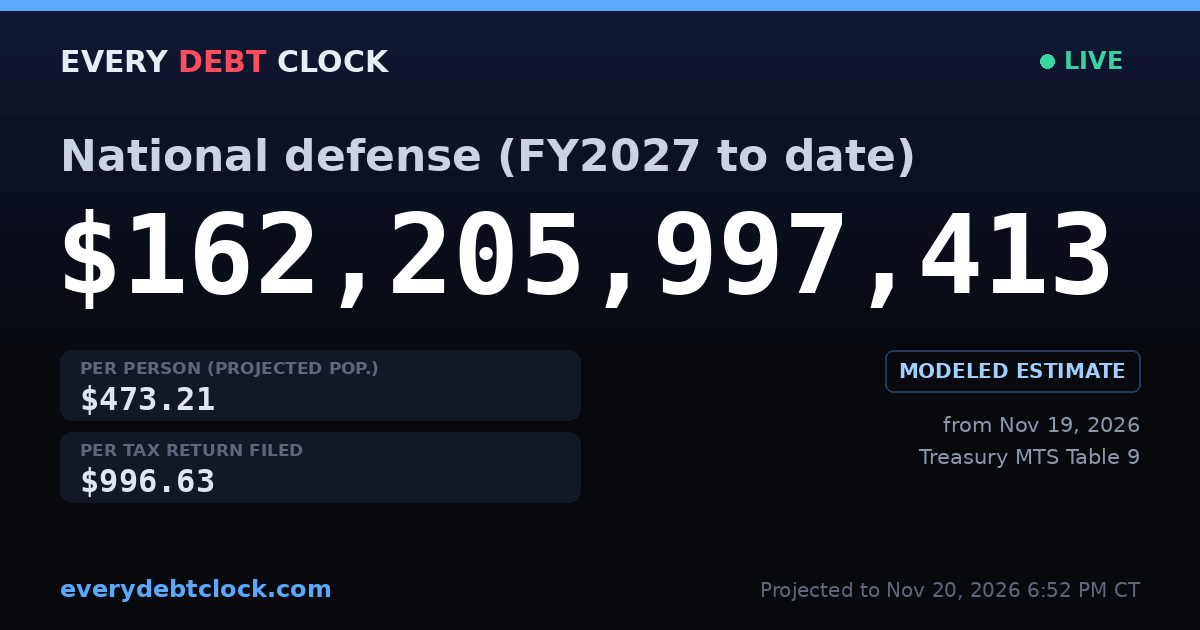 EVERY DEBT CLOCK
LIVE
National defense (FY2027 to date)
$162,205,997,413
PER PERSON (PROJECTED POP.)
$473.21
PER TAX RETURN FILED
$996.63
MODELED ESTIMATE
from Nov 19, 2026
Treasury MTS Table 9
everydebtclock.com
Projected to Nov 20, 2026 6:52 PM CT